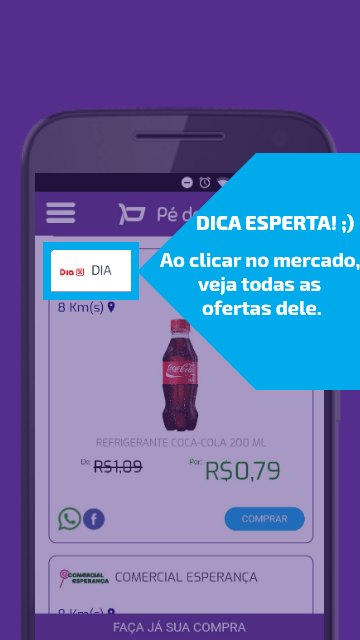 Pé d
DICA ESPERTA! ;)
Ao clicar no mercado,
veja todas as
ofertas dele.
Dia DIA
8 Km(s)
Coca-Cola
REFRIGERANTE COCA-COLA 200 ML
De: R$1,09 Por: R$0,79
COMPRAR
COMERCIAL ESPERANÇA COMERCIAL ESPERANÇA
8 Km(s)
FAÇA JÁ SUA COMPRA